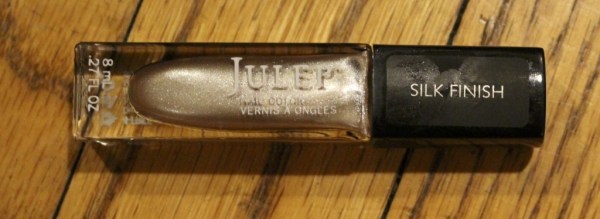 JULEP
NAIL COLOR
VERNIS À ONGLES
8 mL
.27 FL OZ
SILK FINISH